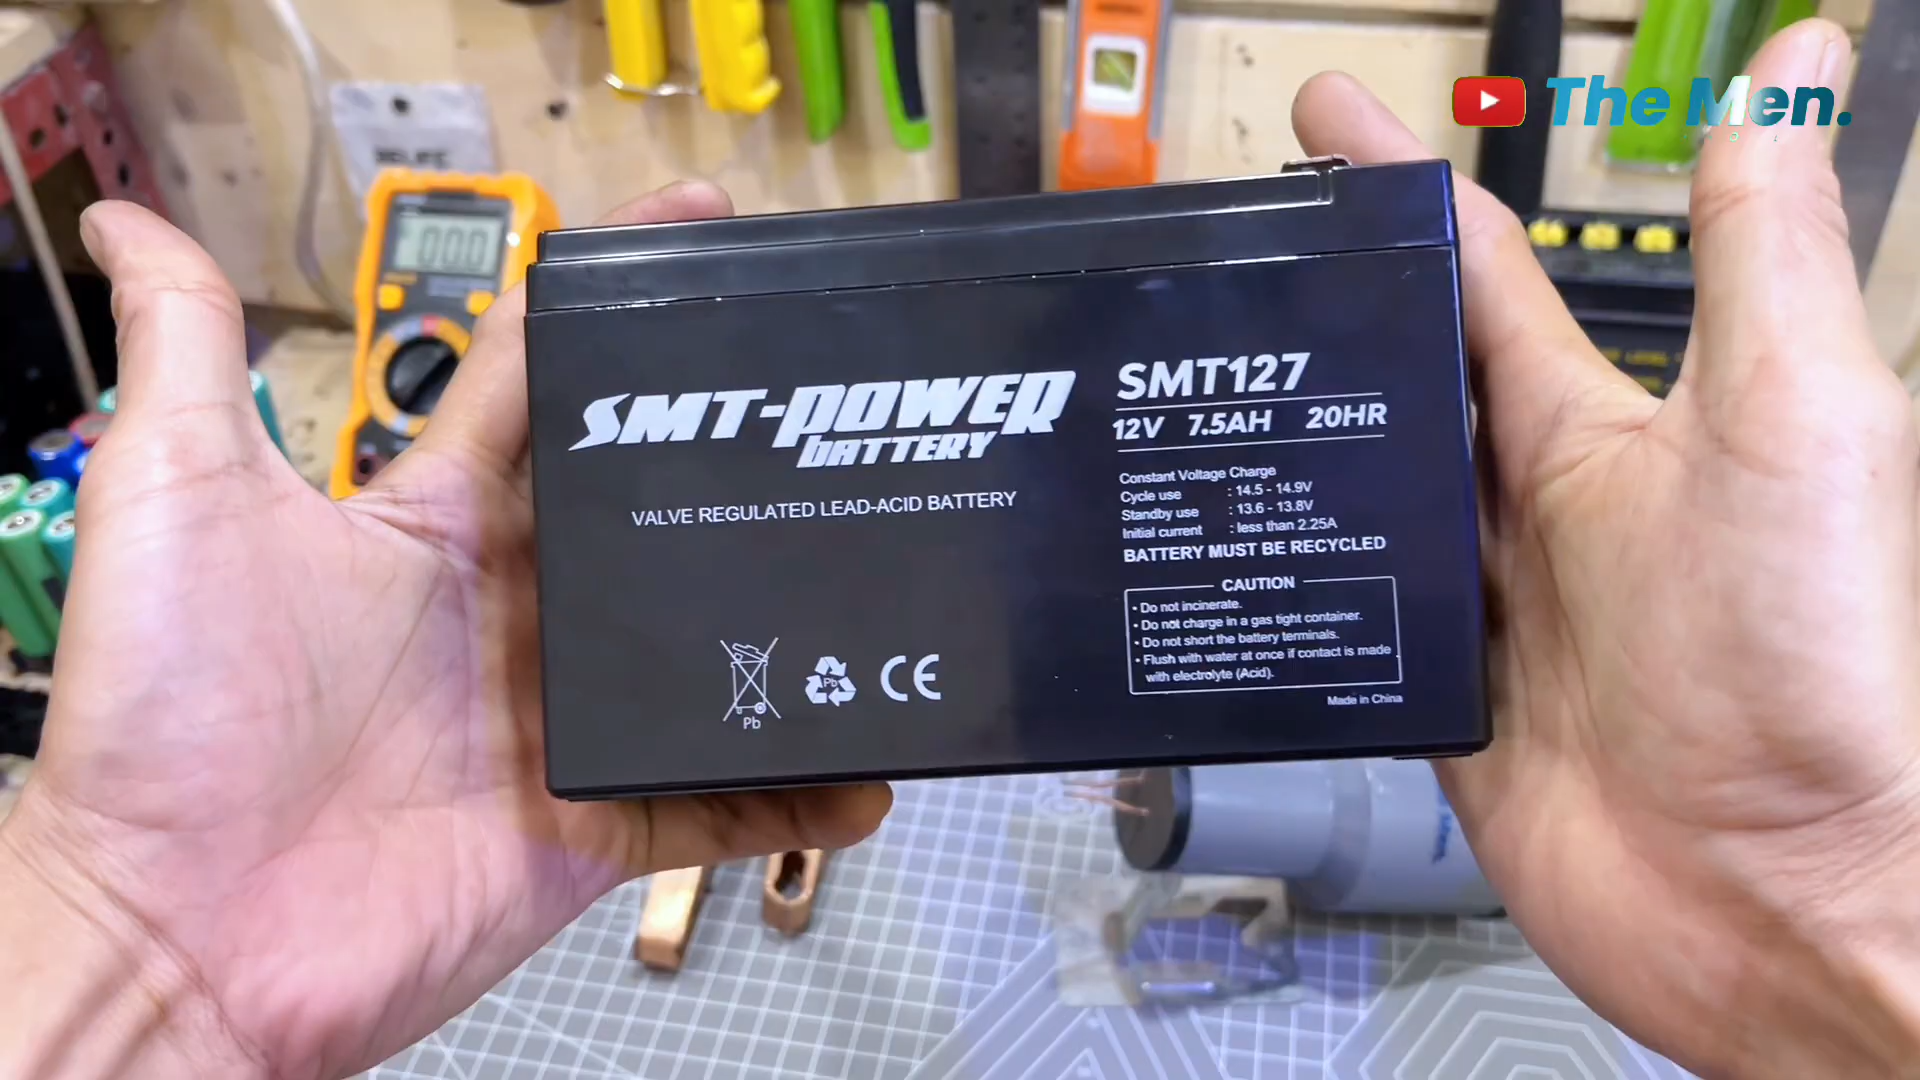 The Men.
000
SMT-POWER
BATTERY
VALVE REGULATED LEAD-ACID BATTERY
Pb
Pb
CE
SMT127
12V 7.5AH 20HR
Constant Voltage Charge
Cycle use : 14.5 - 14.9V
Standby use : 13.6 - 13.8V
Initial current : less than 2.25A
BATTERY MUST BE RECYCLED
CAUTION
• Do not incinerate.
• Do not charge in a gas tight container.
• Do not short the battery terminals.
• Flush with water at once if contact is made
with electrolyte (Acid).
Made in China